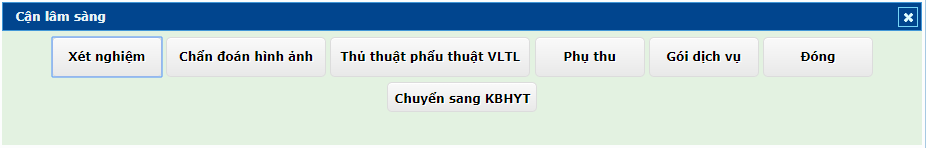 Cận lâm sàng
Xét nghiệm Chẩn đoán hình ảnh Thủ thuật phẩu thuật VLTL Phụ thu Gói dịch vụ Đóng
Chuyển sang KBHYT